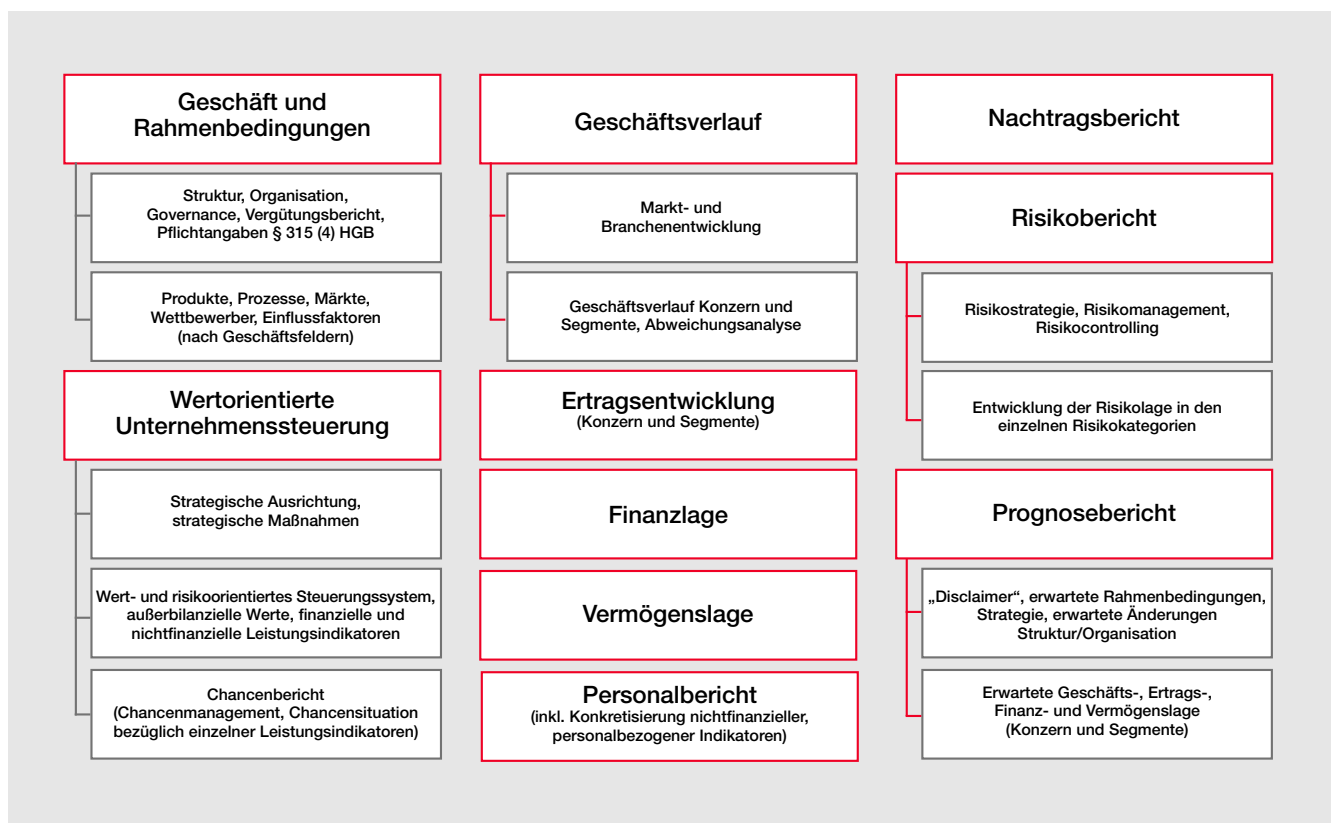 Geschäft und
Rahmenbedingungen
Struktur, Organisation,
Governance, Vergütungsbericht,
Pflichtangaben § 315 (4) HGB
Produkte, Prozesse, Märkte,
Wettbewerber, Einflussfaktoren
(nach Geschäftsfeldern)
Wertorientierte
Unternehmenssteuerung
Strategische Ausrichtung,
strategische Maßnahmen
Wert- und risikoorientiertes Steuerungssystem,
außerbilanzielle Werte, finanzielle und
nichtfinanzielle Leistungsindikatoren
Chancenbericht
(Chancenmanagement, Chancensituation
bezüglich einzelner Leistungsindikatoren)
Geschäftsverlauf
Markt- und
Branchenentwicklung
Geschäftsverlauf Konzern und
Segmente, Abweichungsanalyse
Ertragsentwicklung
(Konzern und Segmente)
Finanzlage
Vermögenslage
Personalbericht
(inkl. Konkretisierung nichtfinanzieller,
personalbezogener Indikatoren)
Nachtragsbericht
Risikobericht
Risikostrategie, Risikomanagement,
Risikocontrolling
Entwicklung der Risikolage in den
einzelnen Risikokategorien
Prognosebericht
„Disclaimer“, erwartete Rahmenbedingungen,
Strategie, erwartete Änderungen
Struktur/Organisation
Erwartete Geschäfts-, Ertrags-,
Finanz- und Vermögenslage
(Konzern und Segmente)